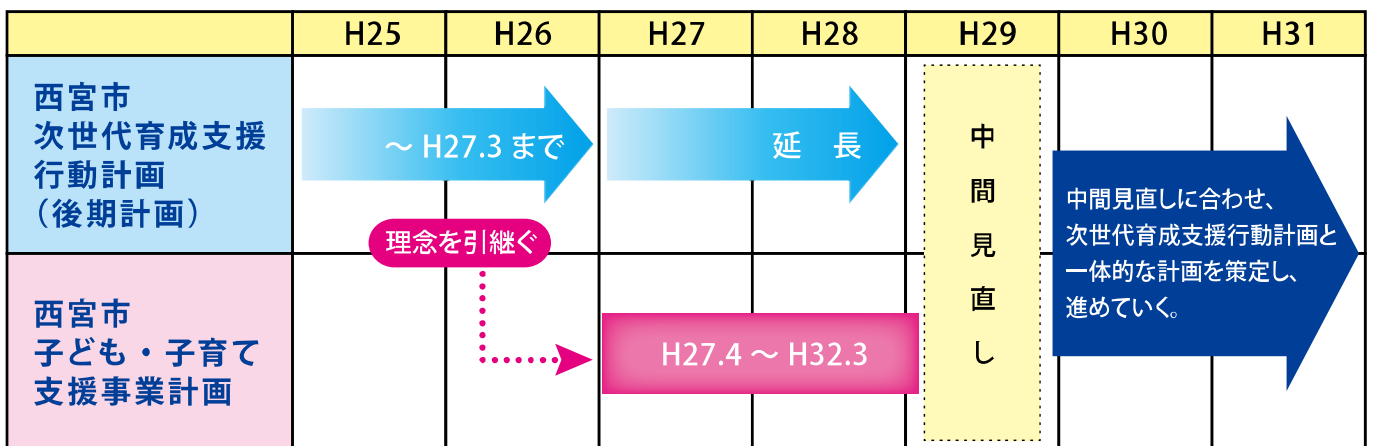 H25 H26 H27 H28 H29 H30 H31
西宮市
次世代育成支援
行動計画
（後期計画）
～ H27.3 まで
延　長
理念を引継ぐ
西宮市
子ども・子育て
支援事業計画
H27.4 ～ H32.3
中間見直し
中間見直しに合わせ、
次世代育成支援行動計画と
一体的な計画を策定し、
進めていく。